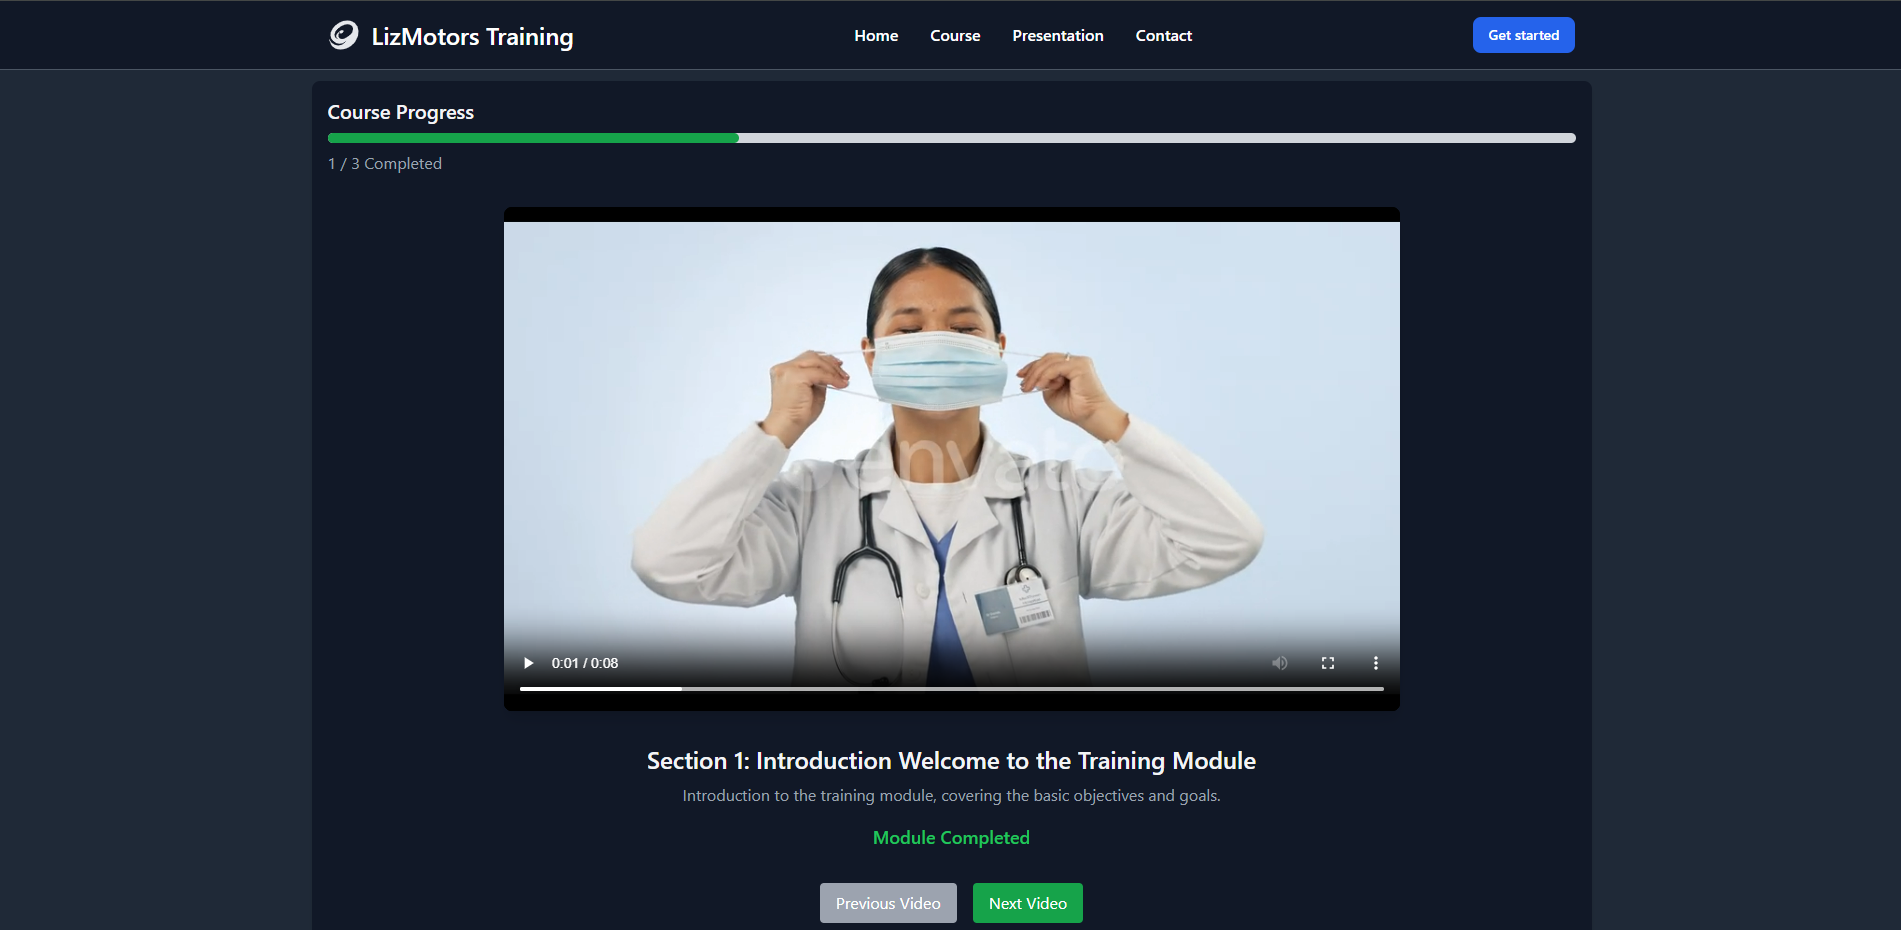 LizMotors Training
Home Course Presentation Contact
Get started
Course Progress
1 / 3 Completed
envato
0:01 / 0:08
Section 1: Introduction Welcome to the Training Module
Introduction to the training module, covering the basic objectives and goals.
Module Completed
Previous Video
Next Video